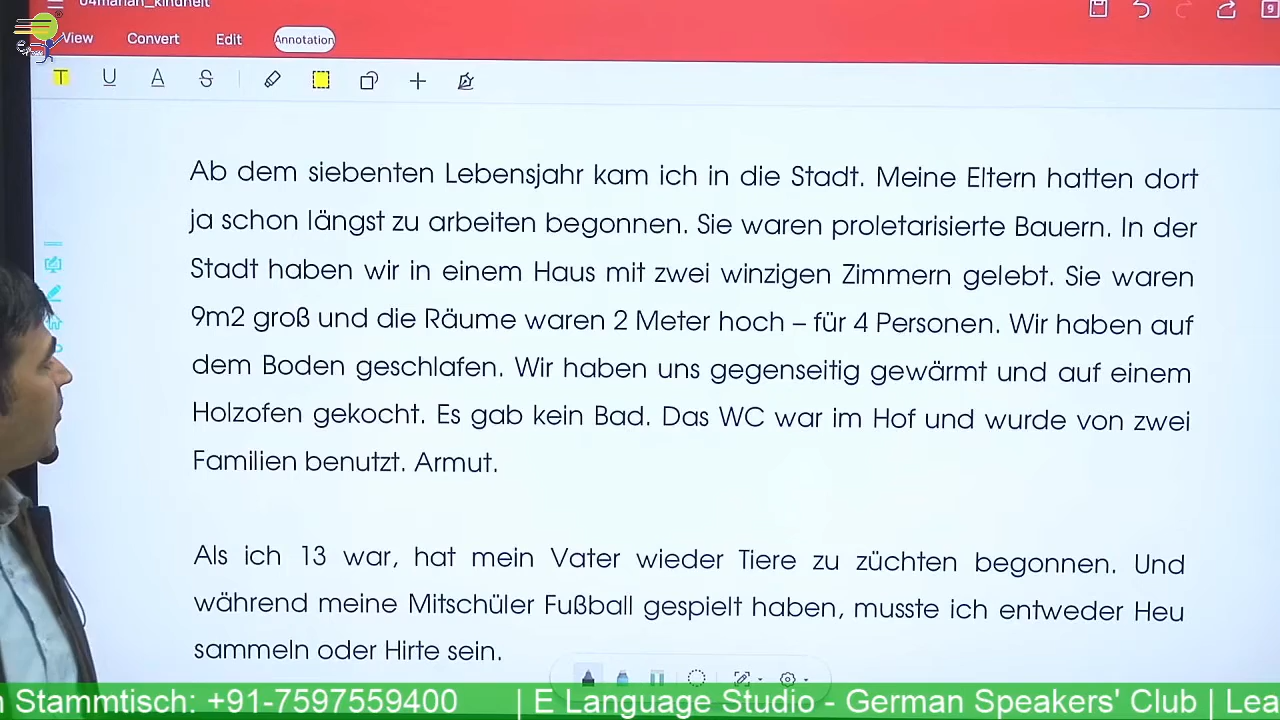 04marian_kindheit
View Convert Edit Annotation
9
T U A S
Ab dem siebenten Lebensjahr kam ich in die Stadt. Meine Eltern hatten dort
ja schon längst zu arbeiten begonnen. Sie waren proletarisierte Bauern. In der
Stadt haben wir in einem Haus mit zwei winzigen Zimmern gelebt. Sie waren
9m2 groß und die Räume waren 2 Meter hoch – für 4 Personen. Wir haben auf
dem Boden geschlafen. Wir haben uns gegenseitig gewärmt und auf einem
Holzofen gekocht. Es gab kein Bad. Das WC war im Hof und wurde von zwei
Familien benutzt. Armut.
Als ich 13 war, hat mein Vater wieder Tiere zu züchten begonnen. Und
während meine Mitschüler Fußball gespielt haben, musste ich entweder Heu
sammeln oder Hirte sein.
n Stammtisch: +91-7597559400 | E Language Studio - German Speakers' Club | Lea